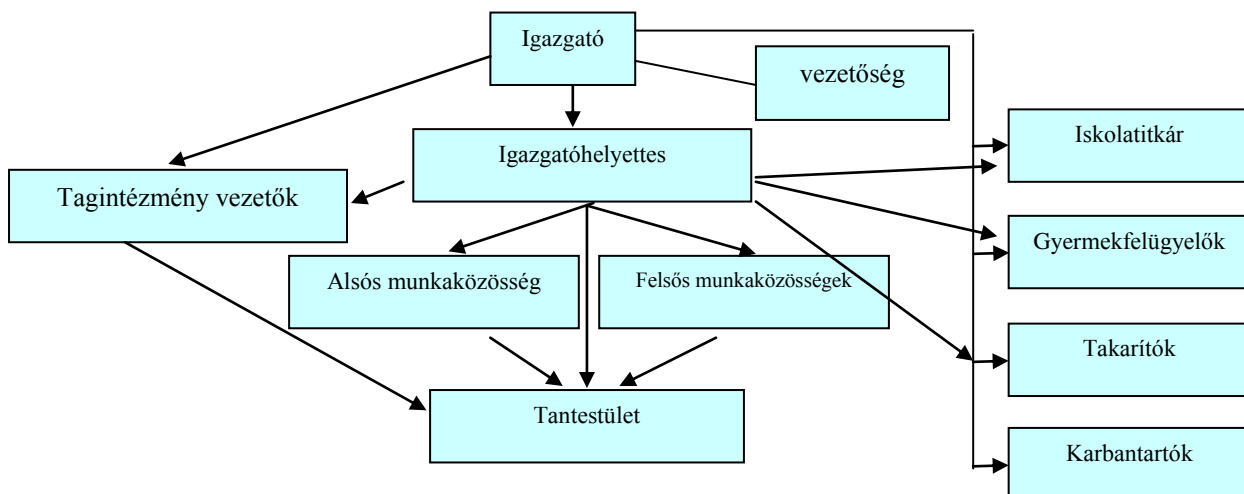 Igazgató
vezetőség
Igazgatóhelyettes
Iskolatitkár
Tagintézmény vezetők
Gyermekfelügyelők
Alsós munkaközösség
Felsős munkaközösségek
Takarítók
Tantestület
Karbantartók